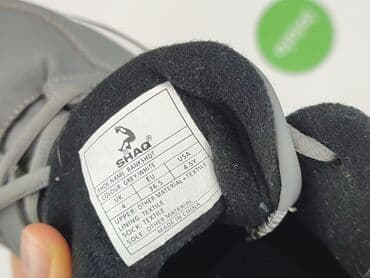 SHAQ
SHOE NAME: BANKSHOT
COLOUR: GREY/WHITE
UK EU USA
4 36.5 4.5Y
UPPER: OTHER MATERIAL+TEXTILE
LINING: TEXTILE
SOCK: TEXTILE
SOLE: OTHER MATERIAL
MADE IN CHINA